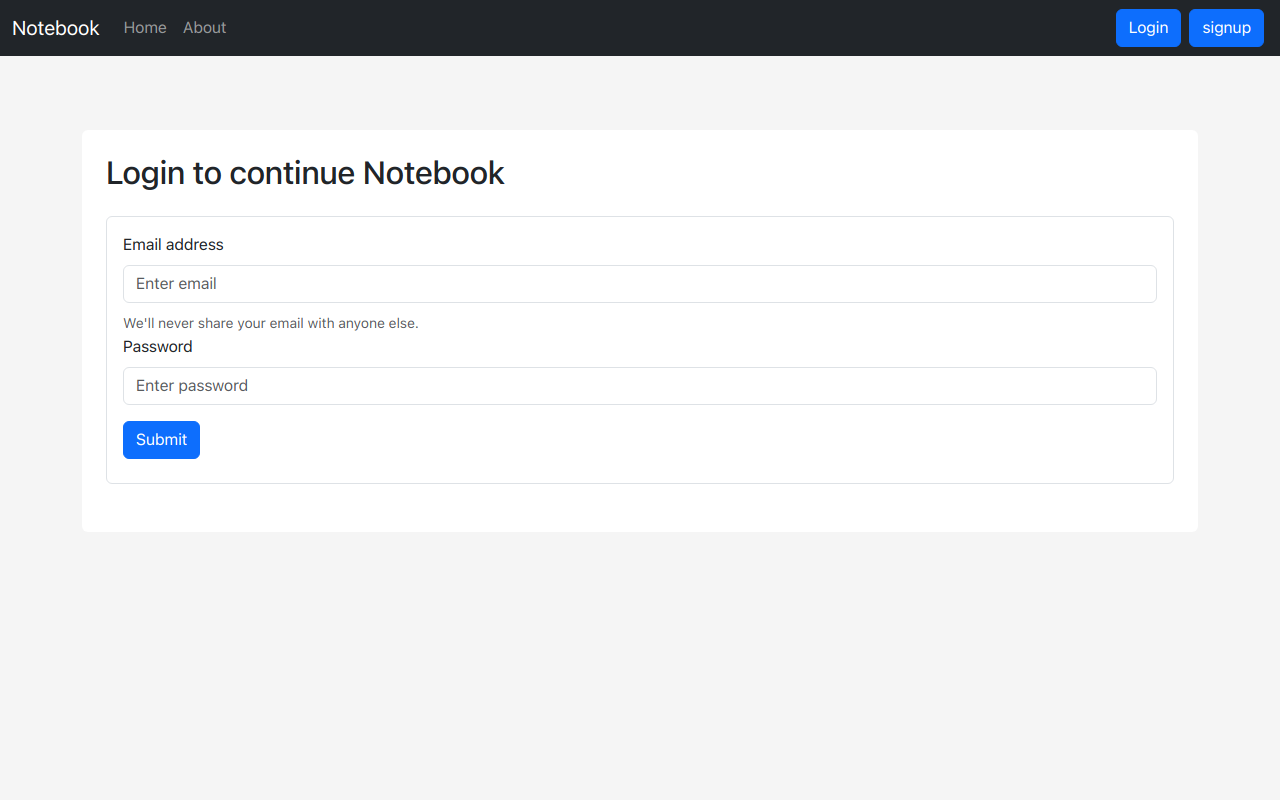 Notebook Home About Login signup
Login to continue Notebook
Email address
Enter email
We'll never share your email with anyone else.
Password
Enter password
Submit